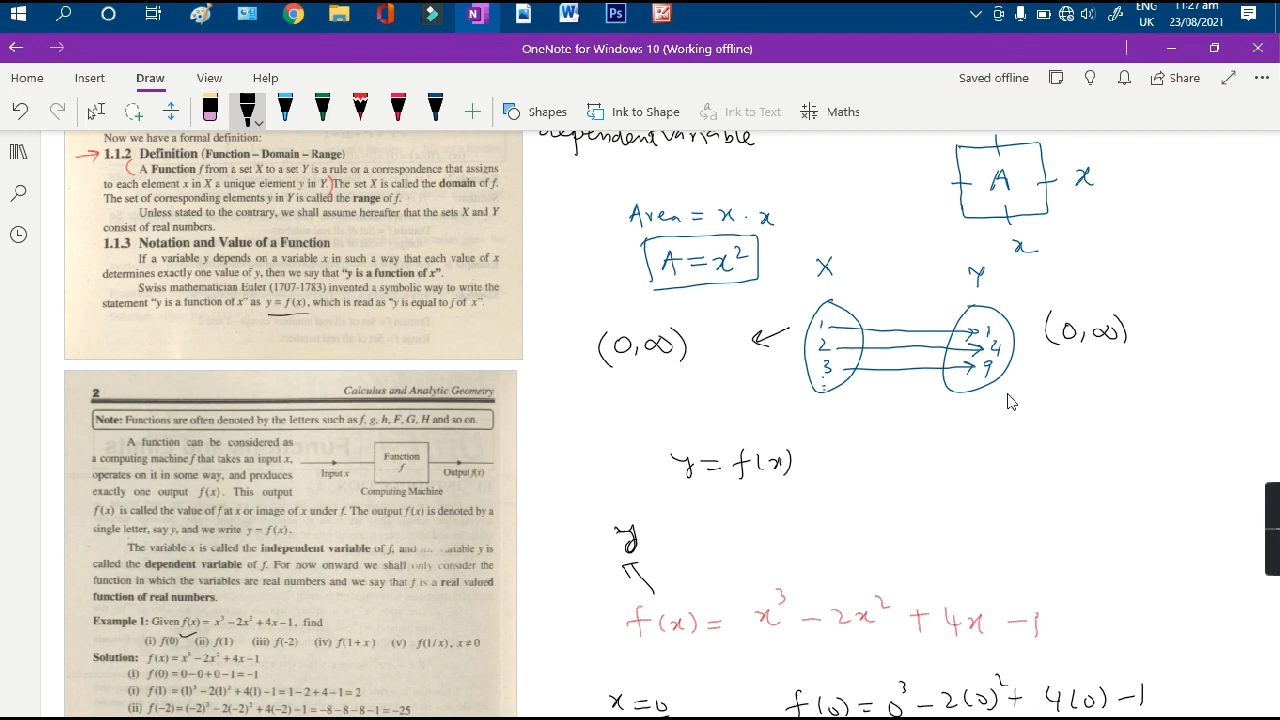 11:27 am
EN
UK
23/08/2021
OneNote for Windows 10 (Working offline)
Home Insert Draw View Help
Saved offline
Share
Shapes
Ink to Shape
Ink to Text
Maths
Now we have a formal definition:
1.1.2 Definition (Function – Domain – Range)
A Function f from a set X to a set Y is a rule or a correspondence that assigns
to each element x in X a unique element y in Y. The set X is called the domain of f.
The set of corresponding elements y in Y is called the range of f.
Unless stated to the contrary, we shall assume hereafter that the sets X and Y
consist of real numbers.
1.1.3 Notation and Value of a Function
If a variable y depends on a variable x in such a way that each value of x
determines exactly one value of y, then we say that "y is a function of x".
Swiss mathematician Euler (1707-1783) invented a symbolic way to write the
statement "y is a function of x" as y = f(x), which is read as "y is equal to f of x".
2 Calculus and Analytic Geometry
Note: Functions are often denoted by the letters such as f, g, h, F, G, H and so on.
A function can be considered as
a computing machine f that takes an input x,
operates on it in some way, and produces
exactly one output f(x). This output
Function
f
Input x
Output f(x)
Computing Machine
f(x) is called the value of f at x or image of x under f. The output f(x) is denoted by a
single letter, say y, and we write y = f(x).
The variable x is called the independent variable of f, and variable y is
called the dependent variable of f. For now onward we shall only consider the
function in which the variables are real numbers and we say that f is a real valued
function of real numbers.
Example 1: Given f(x) = x³ – 2x² + 4x – 1, find
(i) f(0) (ii) f(1) (iii) f(-2) (iv) f(1 + x) (v) f(1/x), x ≠ 0
Solution: f(x) = x³ – 2x² + 4x – 1
(i) f(0) = 0 – 0 + 0 – 1 = –1
(i) f(1) = (1)³ – 2(1)² + 4(1) – 1 = 1 – 2 + 4 – 1 = 2
(ii) f(–2) = (–2)³ – 2(–2)² + 4(–2) – 1 = –8 – 8 – 8 – 1 = –25
dependent variable
A
x
x
Area = x . x
A = x²
X
Y
(0,∞)
1
2
3
:
1
4
9
(0,∞)
y = f(x)
y
f(x) = x³ – 2x² + 4x – 1
x = 0
f(0) = 0³ – 2(0)² + 4(0) – 1